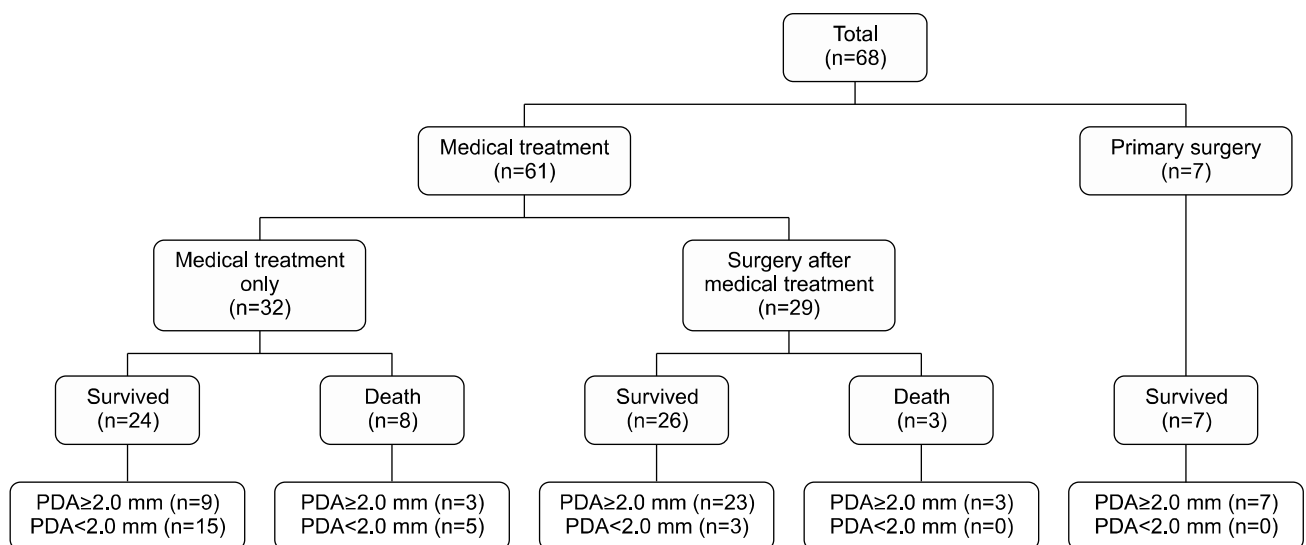 Total
(n=68)
Medical treatment
(n=61)
Primary surgery
(n=7)
Medical treatment
only
(n=32)
Surgery after
medical treatment
(n=29)
Survived
(n=24)
Death
(n=8)
Survived
(n=26)
Death
(n=3)
Survived
(n=7)
PDA≥2.0 mm (n=9)
PDA<2.0 mm (n=15)
PDA≥2.0 mm (n=3)
PDA<2.0 mm (n=5)
PDA≥2.0 mm (n=23)
PDA<2.0 mm (n=3)
PDA≥2.0 mm (n=3)
PDA<2.0 mm (n=0)
PDA≥2.0 mm (n=7)
PDA<2.0 mm (n=0)